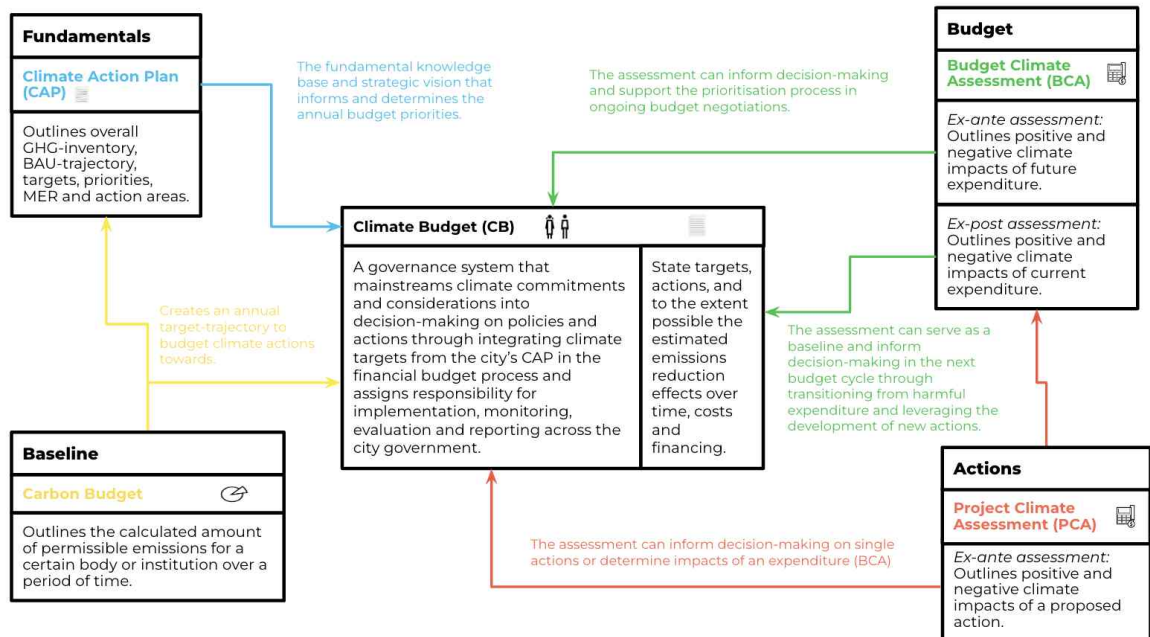 Fundamentals
Climate Action Plan
(CAP)
Outlines overall
GHG-inventory,
BAU-trajectory,
targets, priorities,
MER and action areas.
The fundamental knowledge
base and strategic vision that
informs and determines the
annual budget priorities.
The assessment can inform decision-making
and support the prioritisation process in
ongoing budget negotiations.
Budget
Budget Climate
Assessment (BCA)
Ex-ante assessment:
Outlines positive and
negative climate
impacts of future
expenditure.
Ex-post assessment:
Outlines positive and
negative climate
impacts of current
expenditure.
Climate Budget (CB)
A governance system that
mainstreams climate commitments
and considerations into
decision-making on policies and
actions through integrating climate
targets from the city's CAP in the
financial budget process and
assigns responsibility for
implementation, monitoring,
evaluation and reporting across the
city government.
State targets,
actions, and
to the extent
possible the
estimated
emissions
reduction
effects over
time, costs
and
financing.
Creates an annual
target-trajectory to
budget climate actions
towards.
The assessment can serve as a
baseline and inform
decision-making in the next
budget cycle through
transitioning from harmful
expenditure and leveraging the
development of new actions.
Baseline
Carbon Budget
Outlines the calculated amount
of permissible emissions for a
certain body or institution over a
period of time.
The assessment can inform decision-making on single
actions or determine impacts of an expenditure (BCA)
Actions
Project Climate
Assessment (PCA)
Ex-ante assessment:
Outlines positive and
negative climate
impacts of a proposed
action.